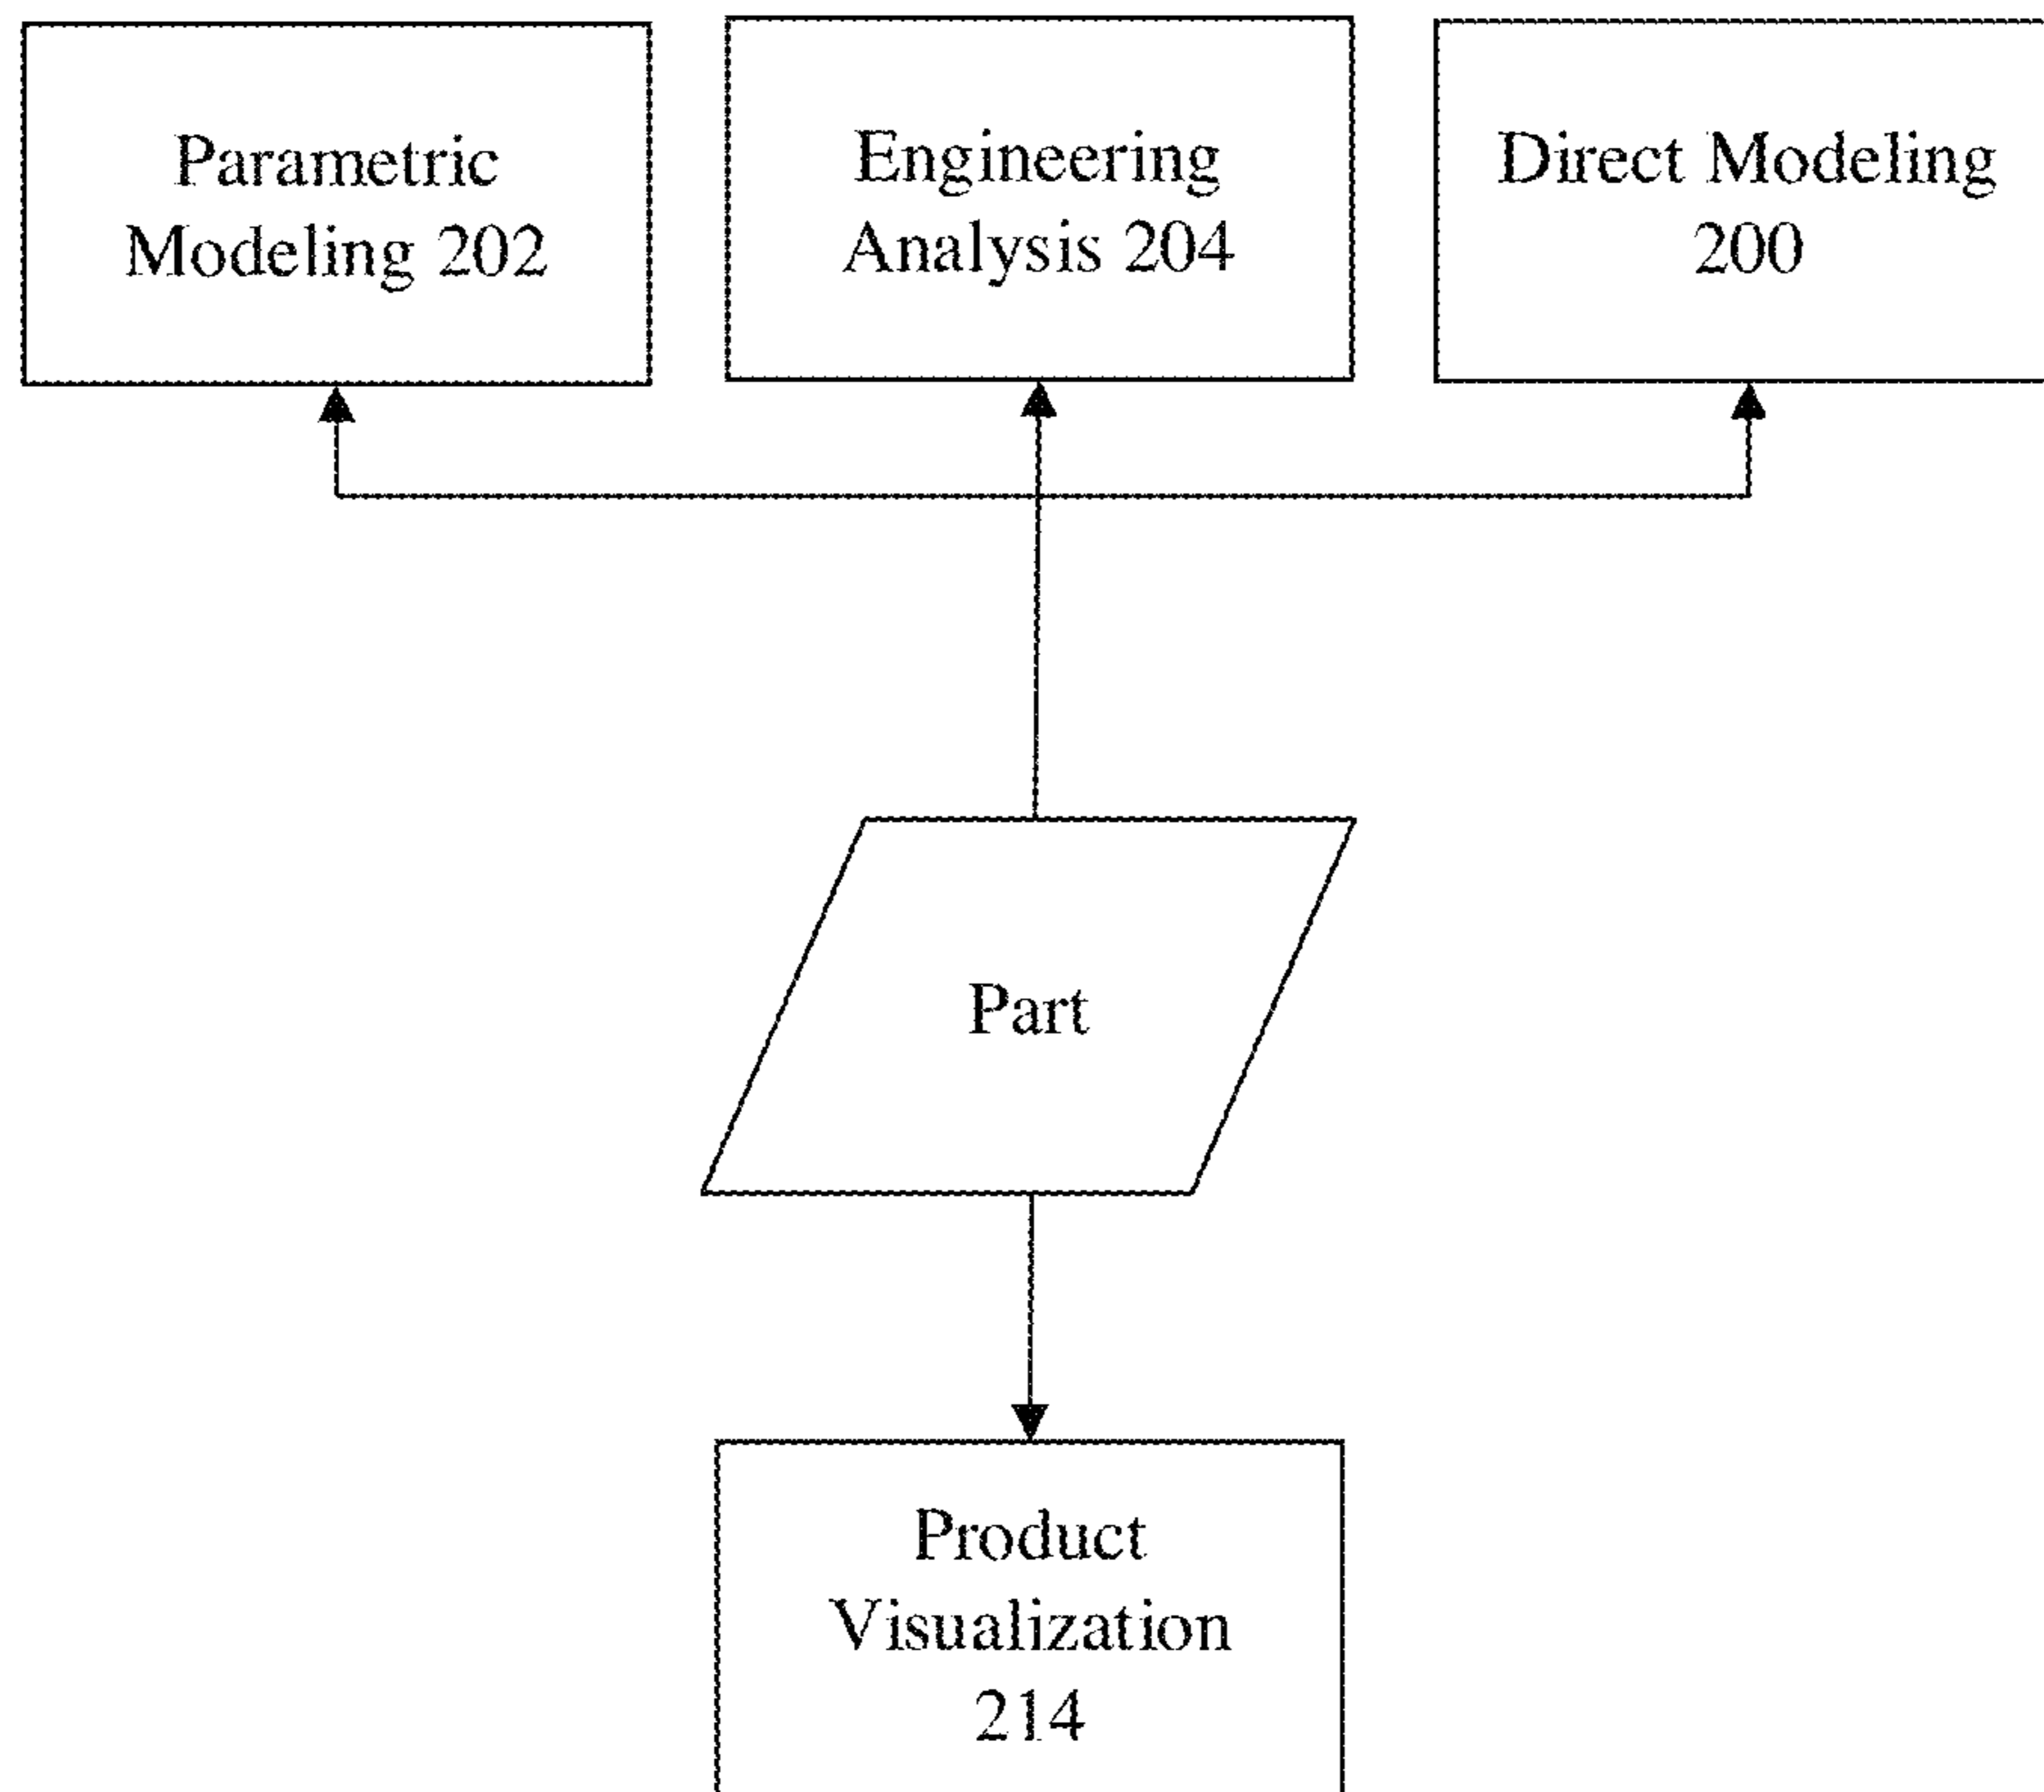 Parametric
Modeling 202
Engineering
Analysis 204
Direct Modeling
200
Part
Product
Visualization
214